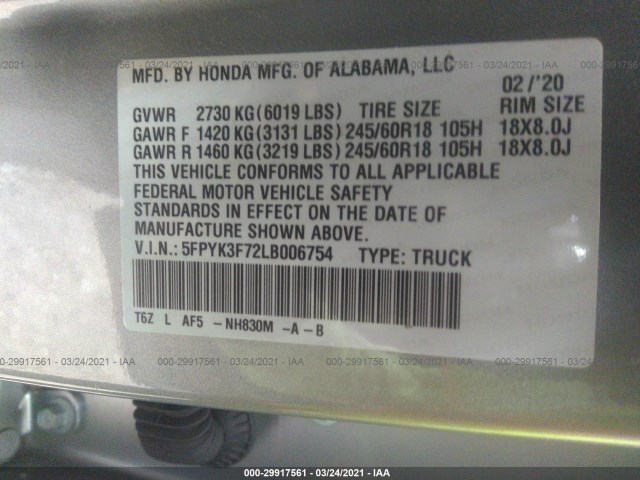 MFD. BY HONDA MFG. OF ALABAMA, LLC
02 /'20
GVWR 2730 KG(6019 LBS) TIRE SIZE RIM SIZE
GAWR F 1420 KG(3131 LBS) 245/60R18 105H 18X8.0J
GAWR R 1460 KG(3219 LBS) 245/60R18 105H 18X8.0J
THIS VEHICLE CONFORMS TO ALL APPLICABLE
FEDERAL MOTOR VEHICLE SAFETY
STANDARDS IN EFFECT ON THE DATE OF
MANUFACTURE SHOWN ABOVE.
V.I.N.: 5FPYK3F72LB006754 TYPE: TRUCK
T6Z L AF5 -NH830M -A-B
000-29917561 - 03/24/2021 - IAA